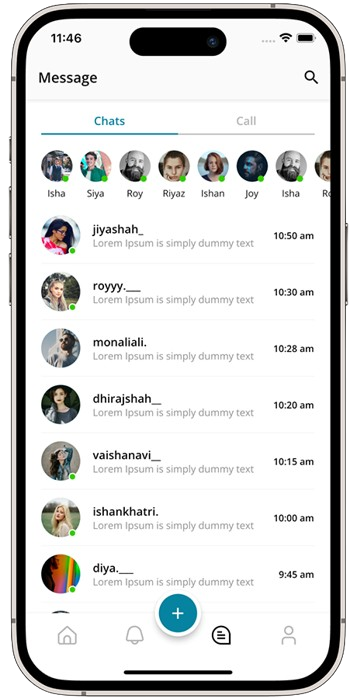 11:46
Message
Chats Call
Isha Siya Roy Riyaz Ishan Joy Isha
jiyashah_
Lorem Ipsum is simply dummy text 10:50 am
royyy.___
Lorem Ipsum is simply dummy text 10:30 am
monaliali.
Lorem Ipsum is simply dummy text 10:28 am
dhirajshah__
Lorem Ipsum is simply dummy text 10:20 am
vaishanavi__
Lorem Ipsum is simply dummy text 10:15 am
ishankhatri.
Lorem Ipsum is simply dummy text 10:00 am
diya.___
Lorem Ipsum is simply dummy text 9:45 am